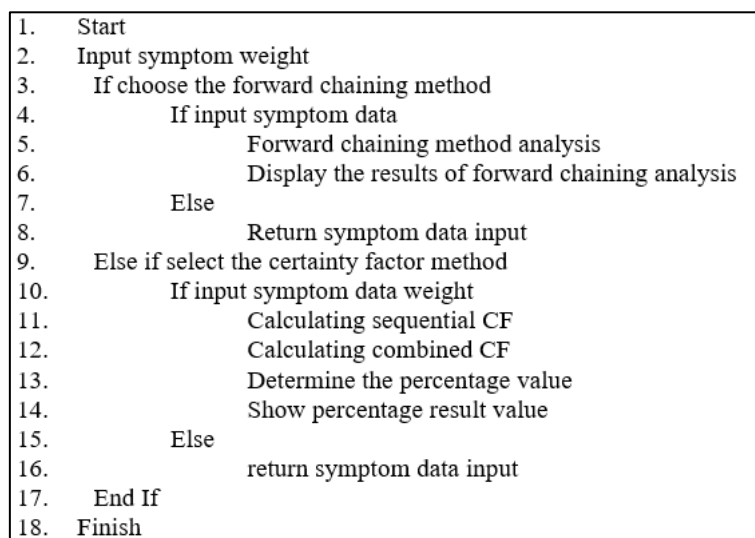 1. Start
2. Input symptom weight
3. If choose the forward chaining method
4. If input symptom data
5. Forward chaining method analysis
6. Display the results of forward chaining analysis
7. Else
8. Return symptom data input
9. Else if select the certainty factor method
10. If input symptom data weight
11. Calculating sequential CF
12. Calculating combined CF
13. Determine the percentage value
14. Show percentage result value
15. Else
16. return symptom data input
17. End If
18. Finish